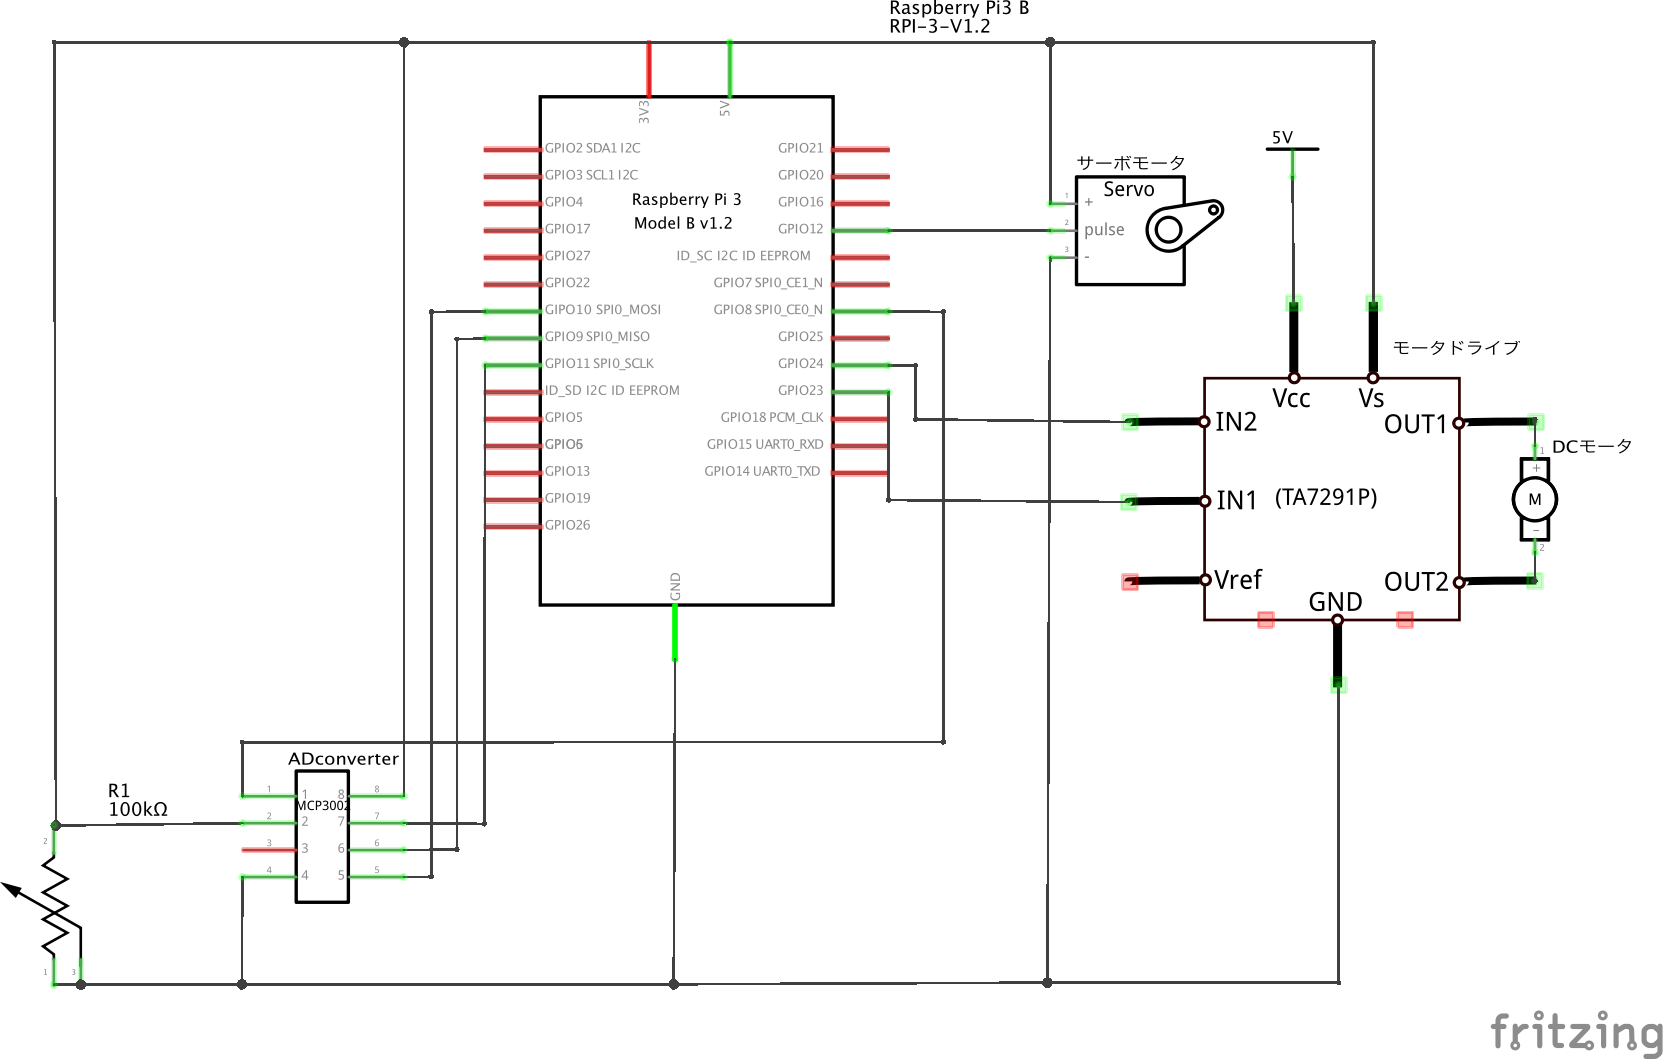 Raspberry Pi3 B
RPI-3-V1.2
3V3
5V
GPIO2 SDA1 I2C
GPIO3 SCL1 I2C
GPIO4
GPIO17
GPIO27
GPIO22
GIPO10 SPI0_MOSI
GPIO9 SPI0_MISO
GPIO11 SPI0_SCLK
ID_SD I2C ID EEPROM
GPIO5
GPIO6
GPIO13
GPIO19
GPIO26
Raspberry Pi 3
Model B v1.2
GPIO21
GPIO20
GPIO16
GPIO12
ID_SC I2C ID EEPROM
GPIO7 SPI0_CE1_N
GPIO8 SPI0_CE0_N
GPIO25
GPIO24
GPIO23
GPIO18 PCM_CLK
GPIO15 UART0_RXD
GPIO14 UART0_TXD
GND
サーボモータ
Servo
1
+
2
pulse
3
-
5V
モータドライブ
Vcc
Vs
IN2
OUT1
IN1
(TA7291P)
Vref
OUT2
GND
DCモータ
1
+
M
-
2
ADconverter
MCP3002
1
1
8
8
2
2
7
7
3
3
6
6
4
4
5
5
R1
100kΩ
2
1
3
fritzing